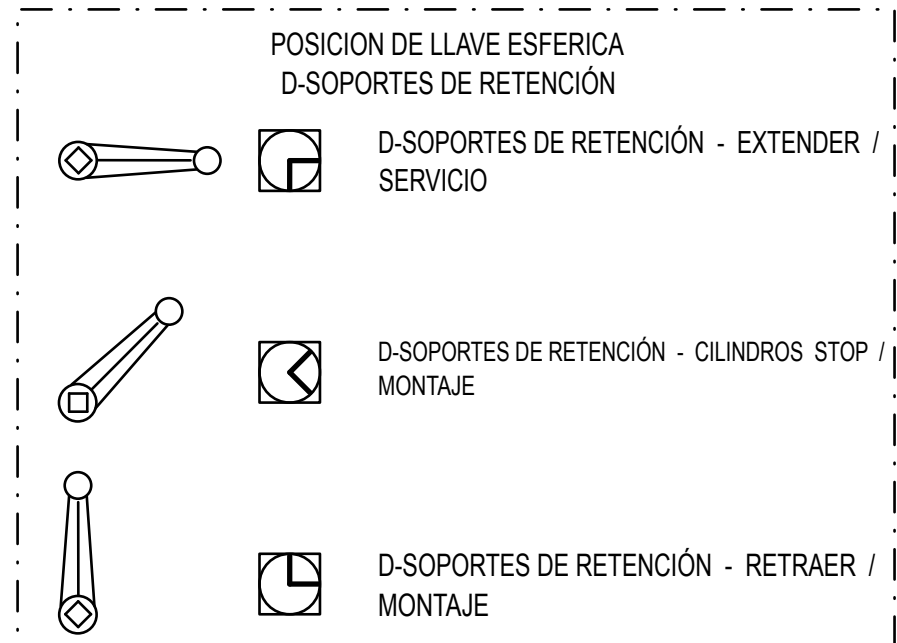 POSICION DE LLAVE ESFERICA
D-SOPORTES DE RETENCIÓN
D-SOPORTES DE RETENCIÓN - EXTENDER /
SERVICIO
D-SOPORTES DE RETENCIÓN - CILINDROS STOP /
MONTAJE
D-SOPORTES DE RETENCIÓN - RETRAER /
MONTAJE